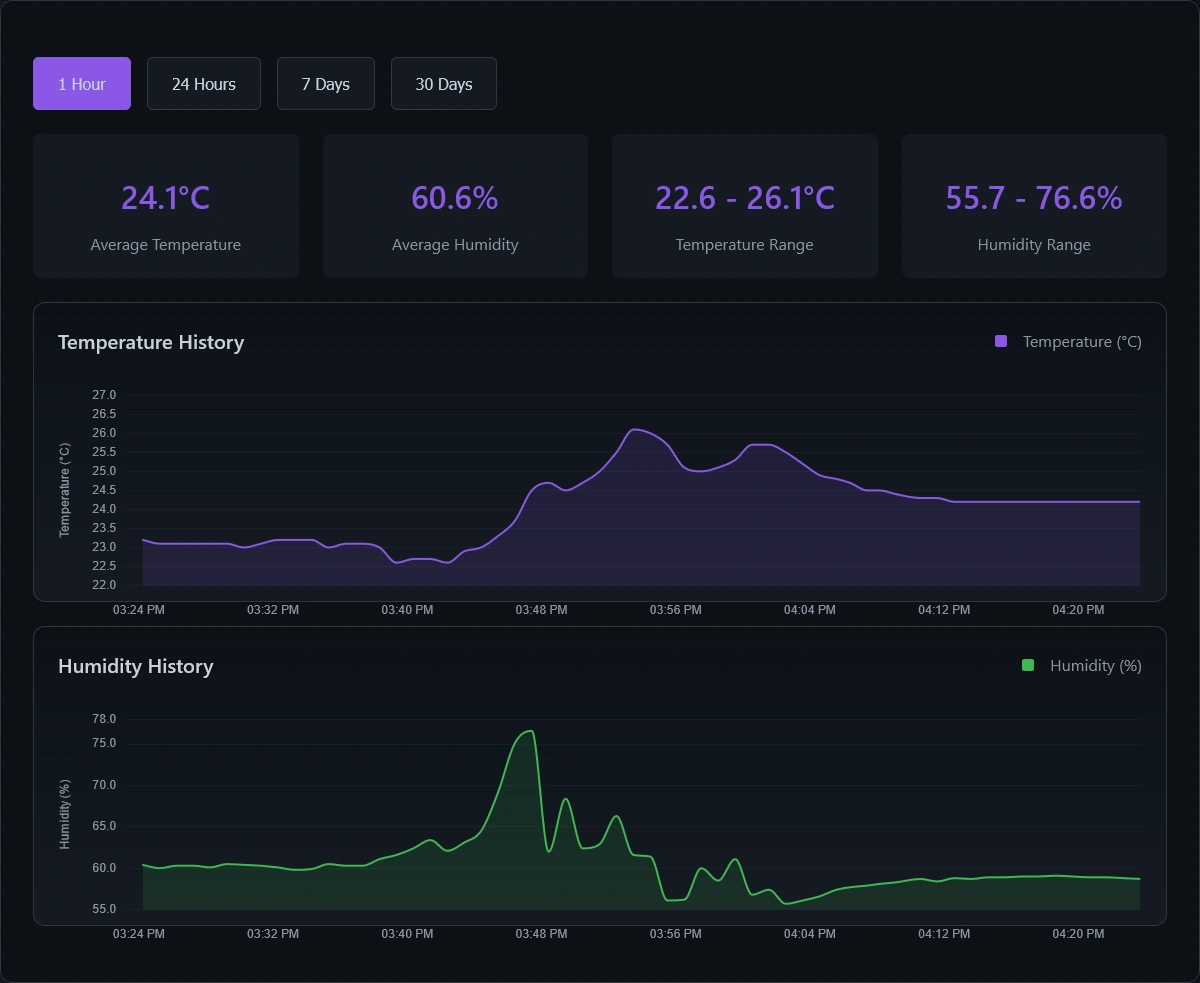 1 Hour 24 Hours 7 Days 30 Days
24.1°C 60.6% 22.6 - 26.1°C 55.7 - 76.6%
Average Temperature Average Humidity Temperature Range Humidity Range
Temperature History Temperature (°C)
27.0
26.5
26.0
25.5
25.0
24.5
24.0
23.5
23.0
22.5
22.0
Temperature (°C)
03:24 PM 03:32 PM 03:40 PM 03:48 PM 03:56 PM 04:04 PM 04:12 PM 04:20 PM
Humidity History Humidity (%)
78.0
75.0
70.0
65.0
60.0
55.0
Humidity (%)
03:24 PM 03:32 PM 03:40 PM 03:48 PM 03:56 PM 04:04 PM 04:12 PM 04:20 PM